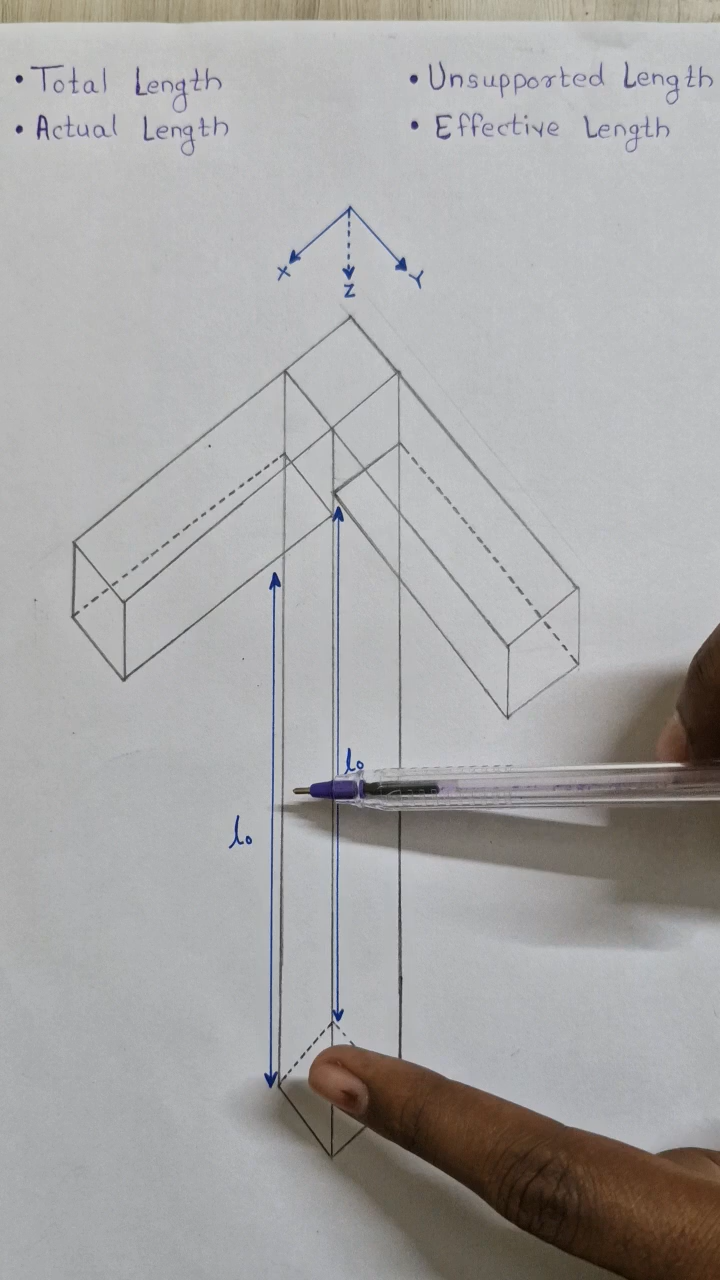 • Total Length
• Actual Length
• Unsupported Length
• Effective Length
X
Y
Z
l₀
l₀